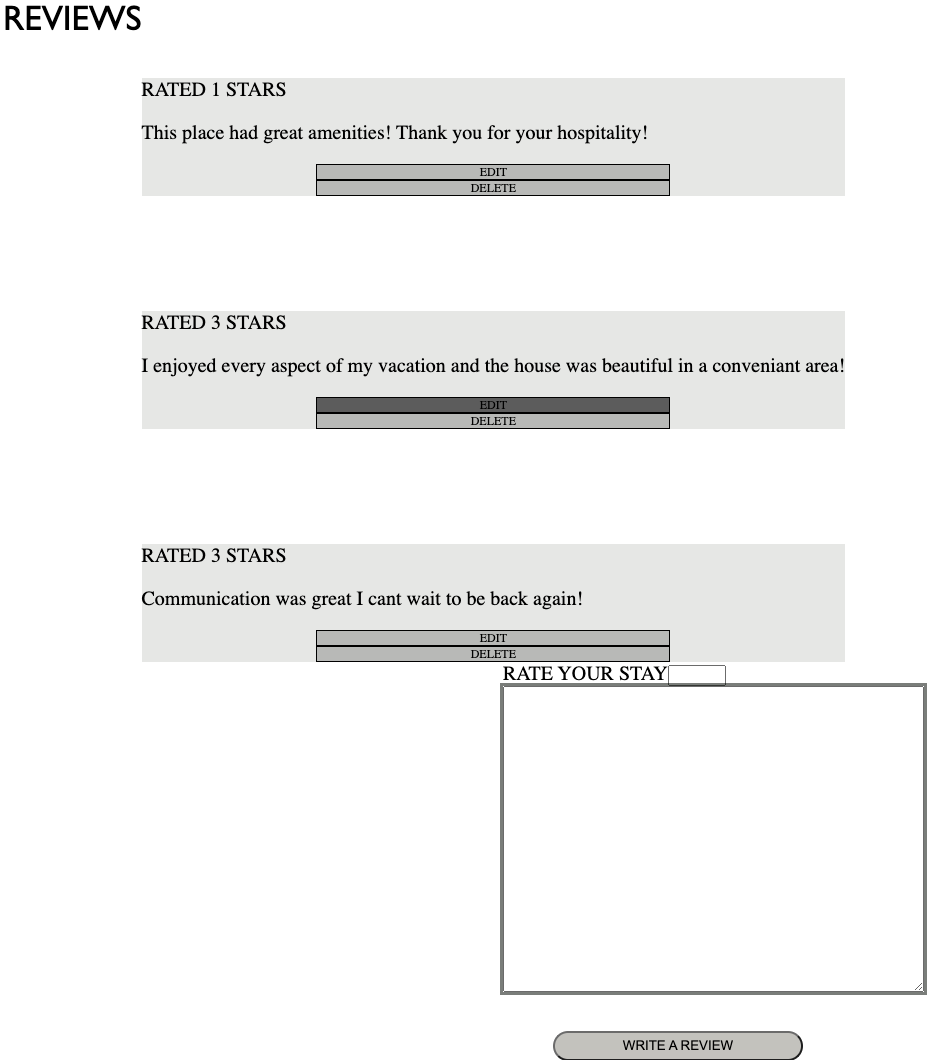 REVIEWS
RATED 1 STARS
This place had great amenities! Thank you for your hospitality!
EDIT
DELETE
RATED 3 STARS
I enjoyed every aspect of my vacation and the house was beautiful in a conveniant area!
EDIT
DELETE
RATED 3 STARS
Communication was great I cant wait to be back again!
EDIT
DELETE
RATE YOUR STAY
WRITE A REVIEW